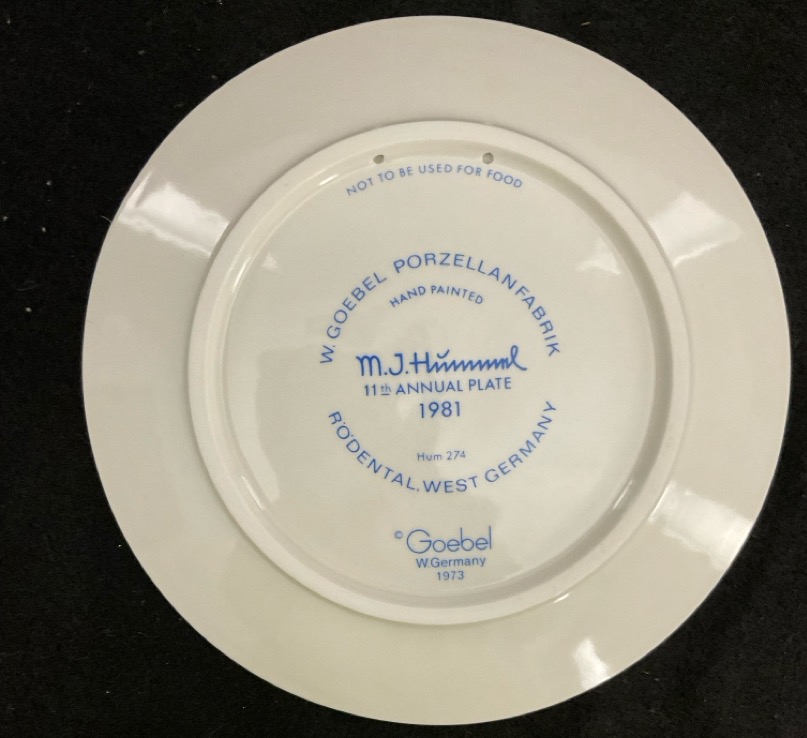 NOT TO BE USED FOR FOOD
W. GOEBEL PORZELLANFABRIK
HAND PAINTED
M.J.Hummel
11th ANNUAL PLATE
1981
Hum 274
RÖDENTAL, WEST GERMANY
© Goebel
W.Germany
1973